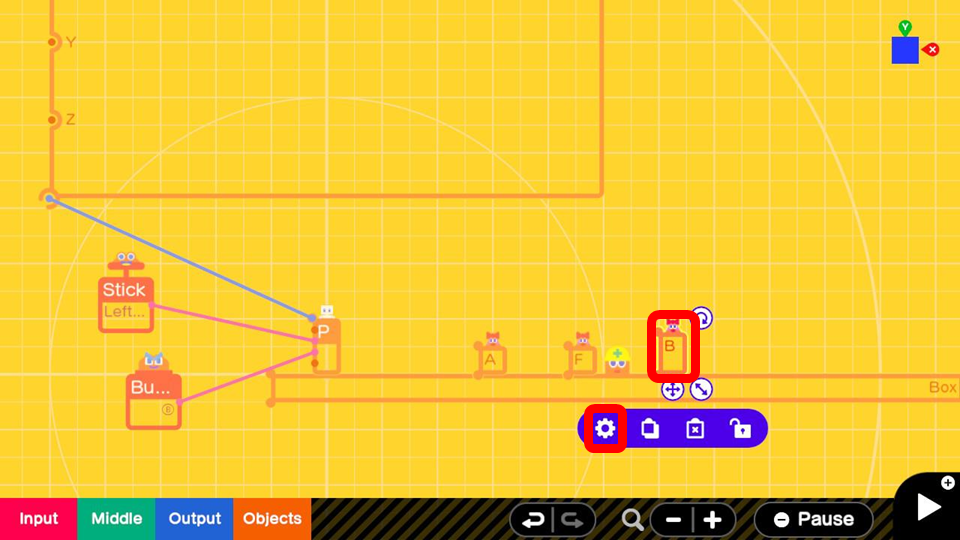 Y
Y
X
Z
Stick
Left...
P
A
F
B
Bu...
B
Box
Input
Middle
Output
Objects
Pause